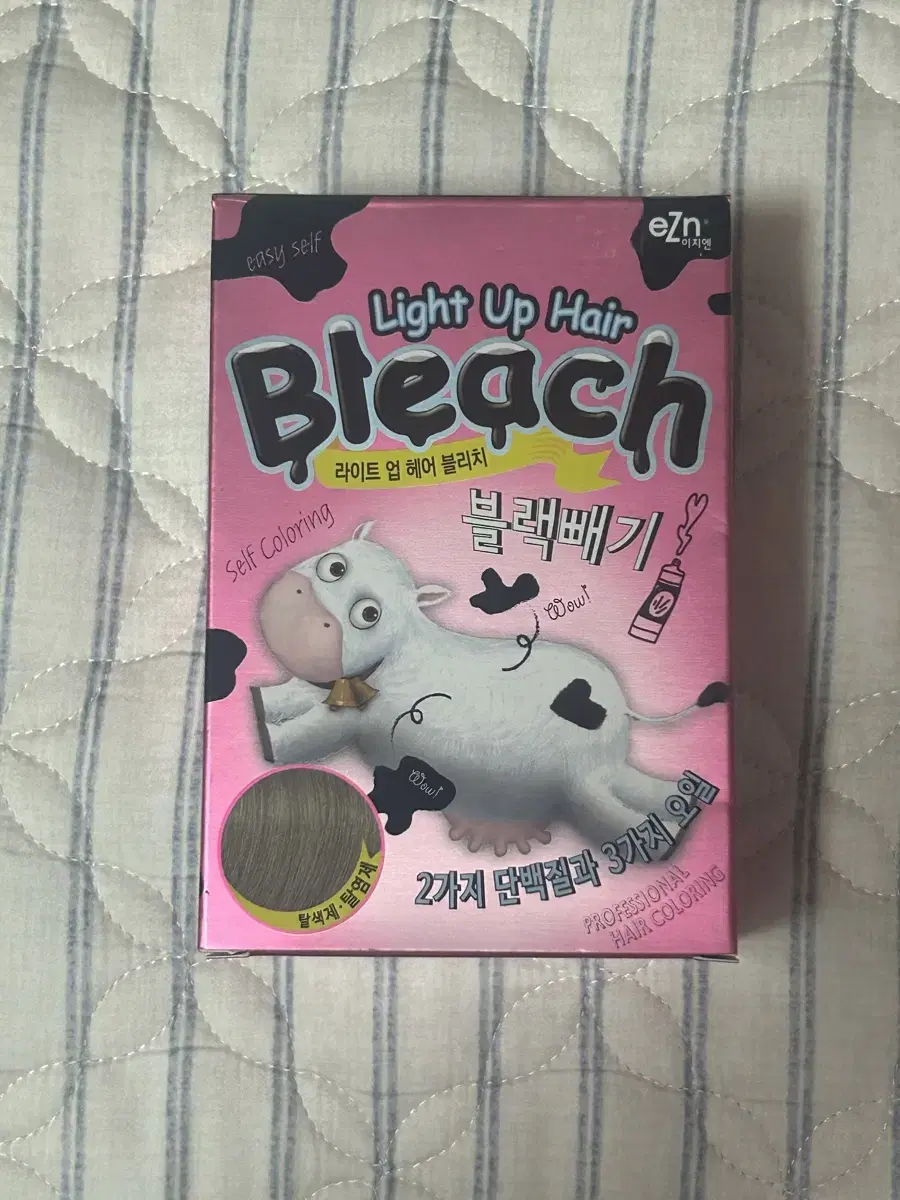 easy self
eZn
이지엔
Light Up Hair
Bleach
라이트 업 헤어 블리치
블랙빼기
Self Coloring
Wow!
Wow!
2가지 단백질과 3가지 오일
탈색제·탈염제
PROFESSIONAL
HAIR COLORING